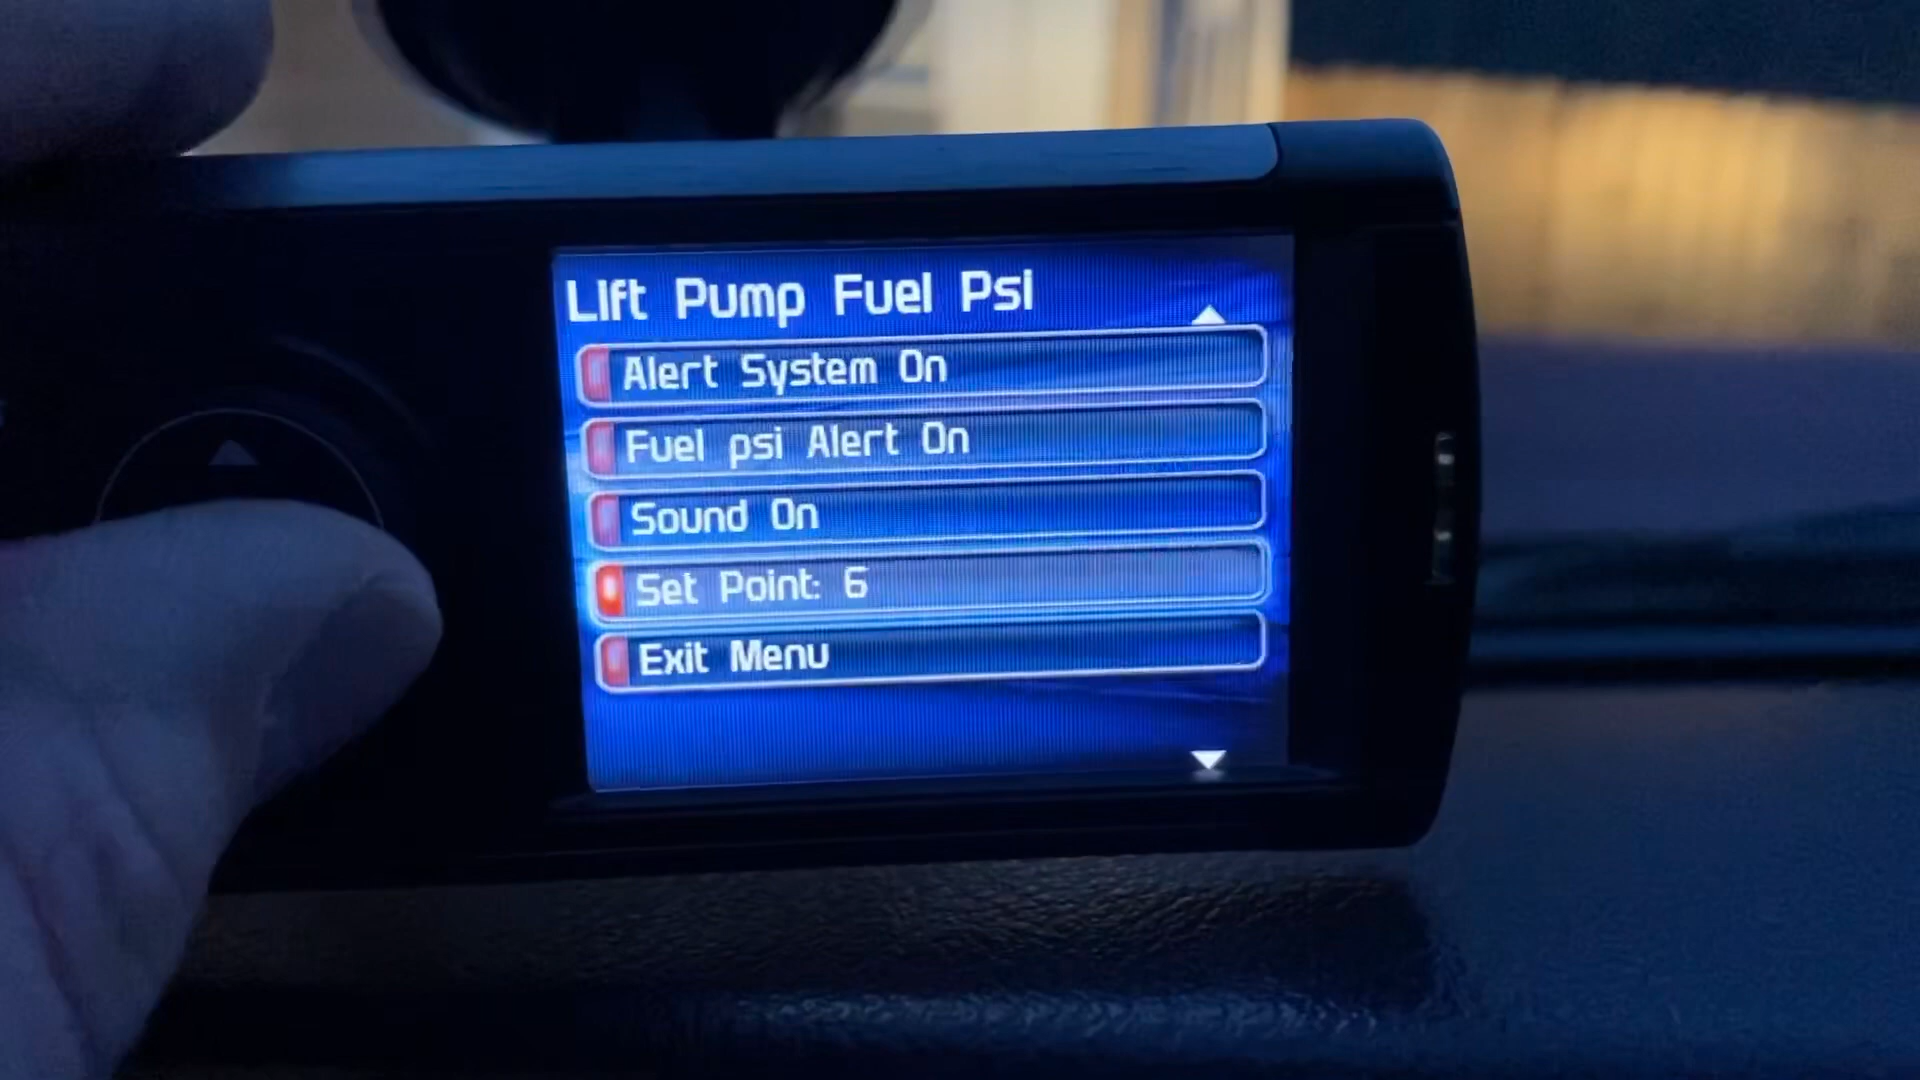 Lift Pump Fuel Psi
Alert System On
Fuel psi Alert On
Sound On
Set Point: 6
Exit Menu